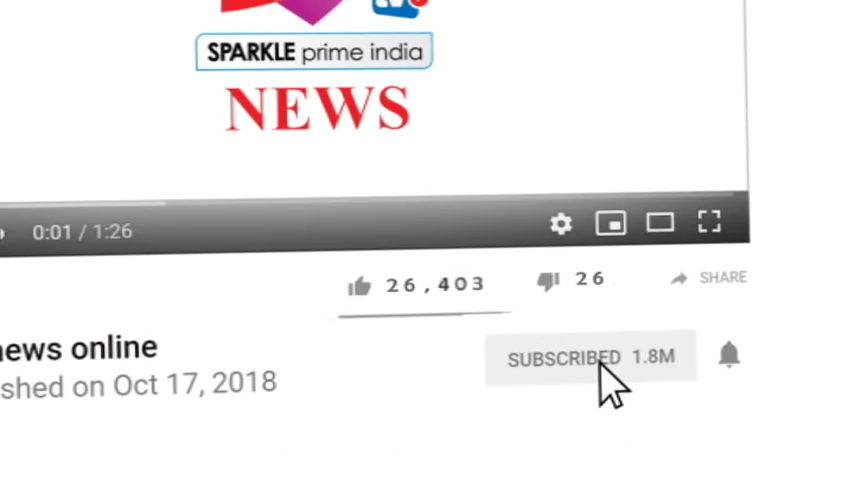 SPARKLE prime india
NEWS
0:01 / 1:26
26,403 26 SHARE
news online
SUBSCRIBED 1.8M
shed on Oct 17, 2018